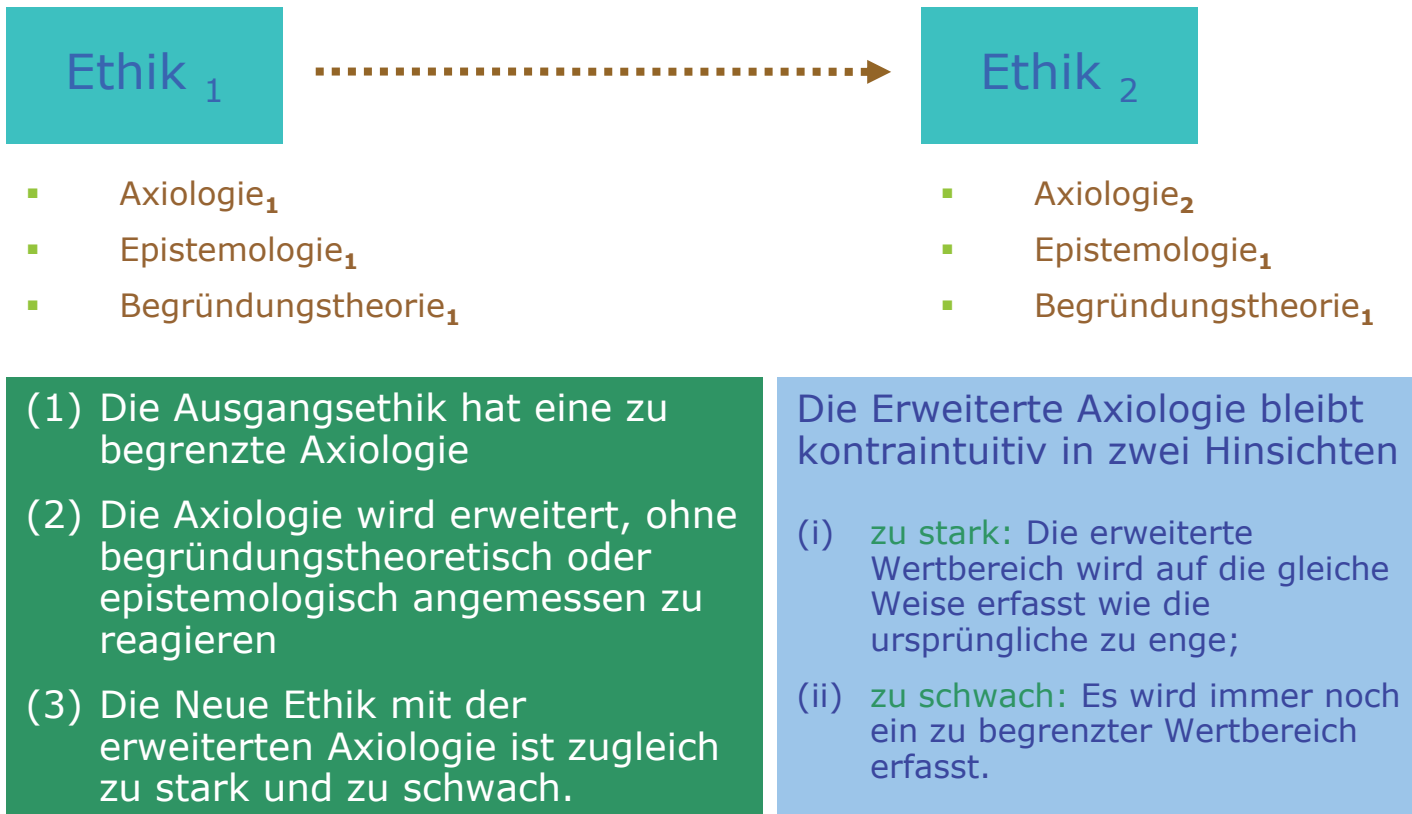 Ethik 1
Ethik 2
Axiologie1
Epistemologie1
Begründungstheorie1
Axiologie2
Epistemologie1
Begründungstheorie1
(1) Die Ausgangsethik hat eine zu
begrenzte Axiologie
(2) Die Axiologie wird erweitert, ohne
begründungstheoretisch oder
epistemologisch angemessen zu
reagieren
(3) Die Neue Ethik mit der
erweiterten Axiologie ist zugleich
zu stark und zu schwach.
Die Erweiterte Axiologie bleibt
kontraintuitiv in zwei Hinsichten
(i) zu stark: Die erweiterte
Wertbereich wird auf die gleiche
Weise erfasst wie die
ursprüngliche zu enge;
(ii) zu schwach: Es wird immer noch
ein zu begrenzter Wertbereich
erfasst.